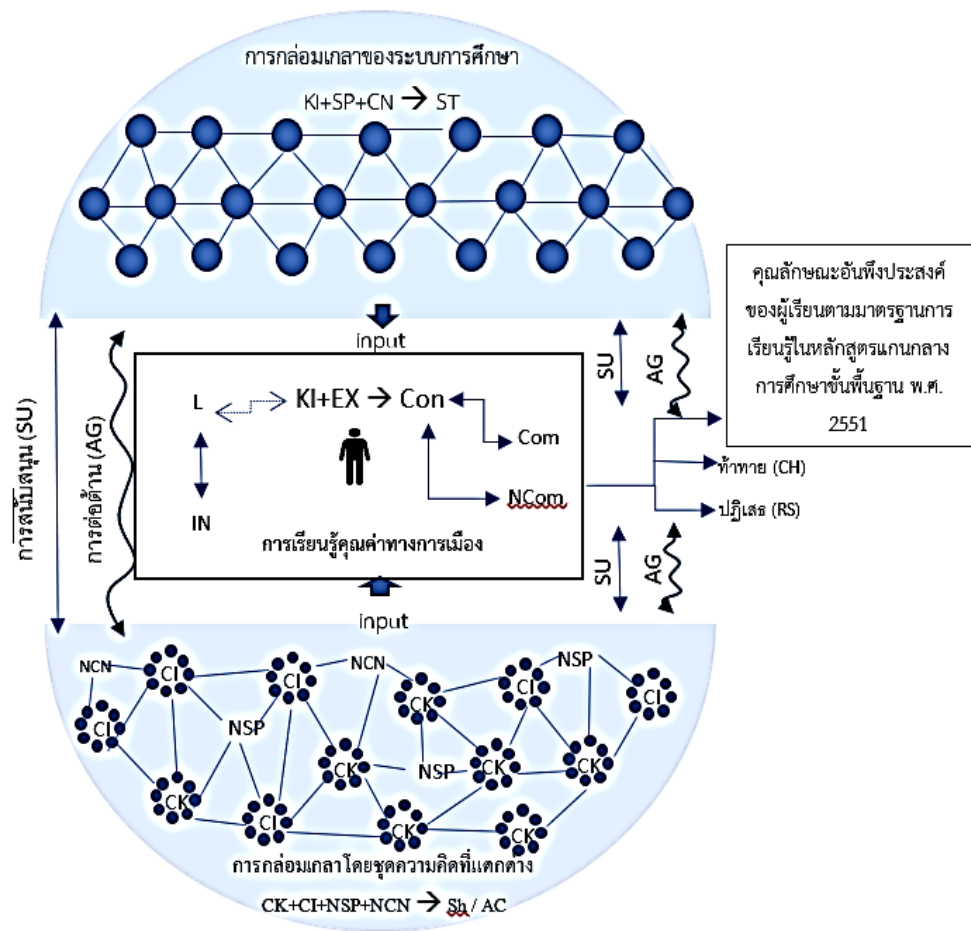 การกล่อมเกลาของระบบการศึกษา
KI+SP+CN → ST
input
การสนับสนุน (SU)
การต่อต้าน (AG)
SU
AG
คุณลักษณะอันพึงประสงค์
ของผู้เรียนตามมาตรฐานการ
เรียนรู้ในหลักสูตรแกนกลาง
การศึกษาขั้นพื้นฐาน พ.ศ.
2551
L
KI+EX → Con
Com
NCom
IN
การเรียนรู้คุณค่าทางการเมือง
ท้าทาย (CH)
ปฏิเสธ (RS)
SU
AG
input
NCN
CI
CI
NCN
CK
CI
NSP
CI
CI
NSP
CK
NSP
CK
CK
CK
CI
CK
CK
การกล่อมเกลาโดยชุดความคิดที่แตกต่าง
CK+CI+NSP+NCN → Sh / AC